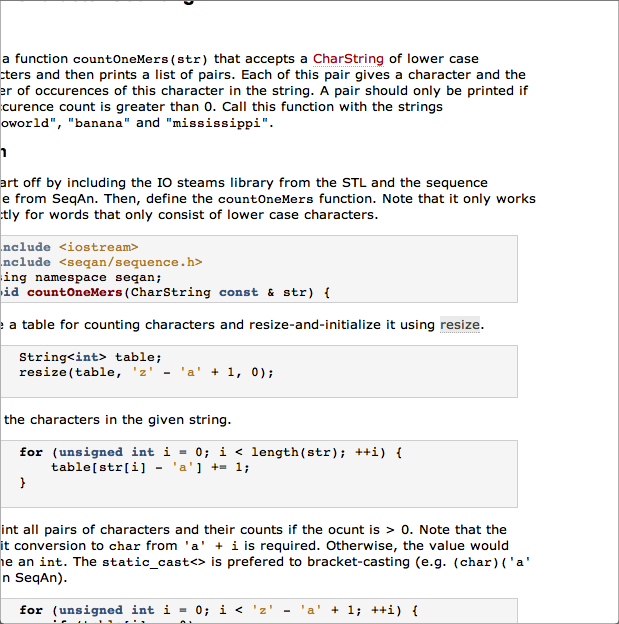 a function countOneMers(str) that accepts a CharString of lower case
cters and then prints a list of pairs. Each of this pair gives a character and the
er of occurences of this character in the string. A pair should only be printed if
curence count is greater than 0. Call this function with the strings
oworld", "banana" and "mississippi".
n
art off by including the IO steams library from the STL and the sequence
e from SeqAn. Then, define the countOneMers function. Note that it only works
ctly for words that only consist of lower case characters.
nclude <iostream>
nclude <seqan/sequence.h>
ing namespace seqan;
id countOneMers(CharString const & str) {
e a table for counting characters and resize-and-initialize it using resize.
String<int> table;
resize(table, 'z' - 'a' + 1, 0);
the characters in the given string.
for (unsigned int i = 0; i < length(str); ++i) {
table[str[i] - 'a'] += 1;
}
int all pairs of characters and their counts if the ocunt is > 0. Note that the
it conversion to char from 'a' + i is required. Otherwise, the value would
ne an int. The static_cast<> is prefered to bracket-casting (e.g. (char)('a'
n SeqAn).
for (unsigned int i = 0; i < 'z' - 'a' + 1; ++i) {